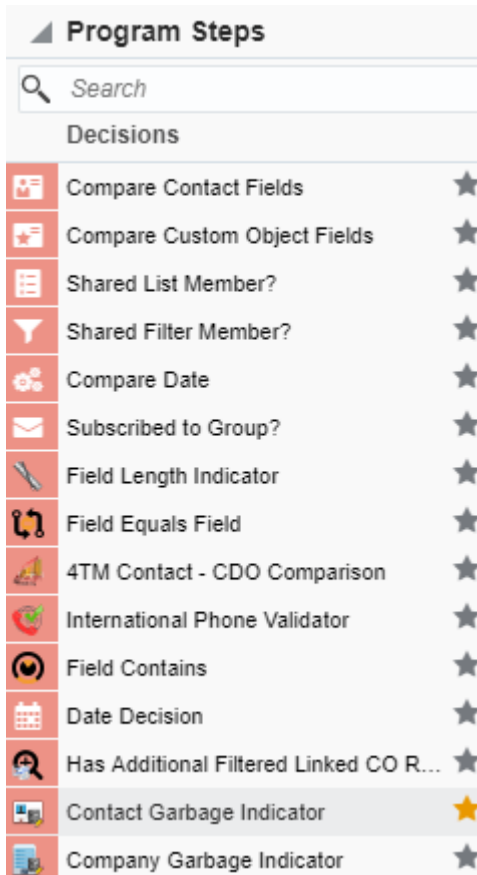 Program Steps
Search
Decisions
Compare Contact Fields
Compare Custom Object Fields
Shared List Member?
Shared Filter Member?
Compare Date
Subscribed to Group?
Field Length Indicator
Field Equals Field
4TM Contact - CDO Comparison
International Phone Validator
Field Contains
Date Decision
Has Additional Filtered Linked CO R...
Contact Garbage Indicator
Company Garbage Indicator